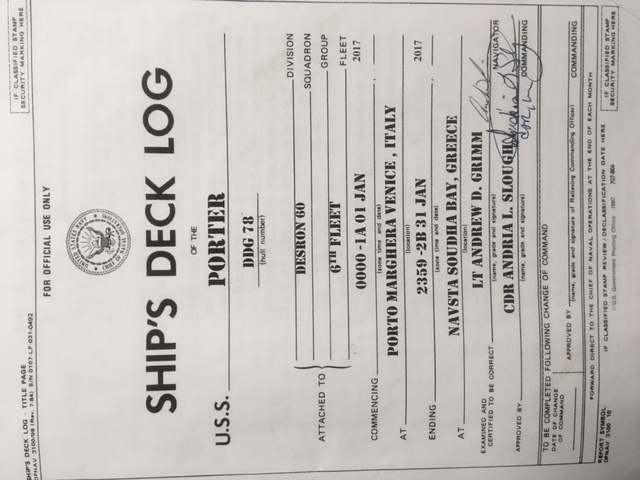 SHIP'S DECK LOG - TITLE PAGE
OPNAV 3100/98 (Rev. 7-84) S/N 0107-LF-031-0492
IF CLASSIFIED STAMP
SECURITY MARKING HERE
FOR OFFICIAL USE ONLY
UNITED STATES NAVY
CHIEF OF NAVAL OPERATIONS
SHIP'S DECK LOG
OF THE
U.S.S. PORTER
DDG 78
(hull number)
DIVISION
DESRON 60
SQUADRON
ATTACHED TO
GROUP
6TH FLEET
FLEET
0000 -1A 01 JAN 2017
COMMENCING
(zone time and date)
PORTO MARGHERA VENICE , ITALY
AT
(location)
2359 -2B 31 JAN 2017
ENDING
(zone time and date)
NAVSTA SOUDHA BAY, GREECE
AT
(location)
LT ANDREW D. GRIMM
EXAMINED AND
CERTIFIED TO BE CORRECT
(name, grade and signature)
NAVIGATOR
CDR ANDRIA L. SLOUGH
APPROVED BY
(name, grade and signature)
COMMANDING
TO BE COMPLETED FOLLOWING CHANGE OF COMMAND
DATE OF CHANGE
OF COMMAND
APPROVED BY
(name, grade and signature of Relieving Commanding Officer)
COMMANDING
FORWARD DIRECT TO THE CHIEF OF NAVAL OPERATIONS AT THE END OF EACH MONTH
REPORT SYMBOL
OPNAV 3100 10
IF CLASSIFIED STAMP REVIEW / DECLASSIFICATION DATE HERE
U.S. Government Printing Office 1987 707-864
IF CLASSIFIED STAMP
SECURITY MARKING HERE